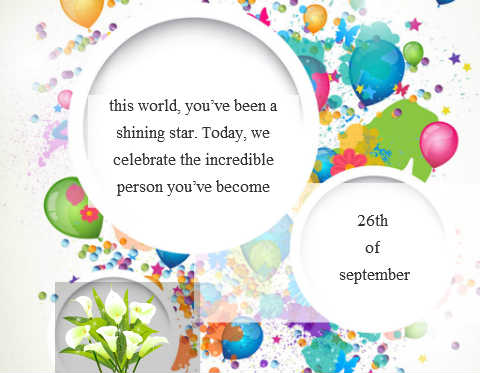 this world, you’ve been a
shining star. Today, we
celebrate the incredible
person you’ve become
26th
of
september